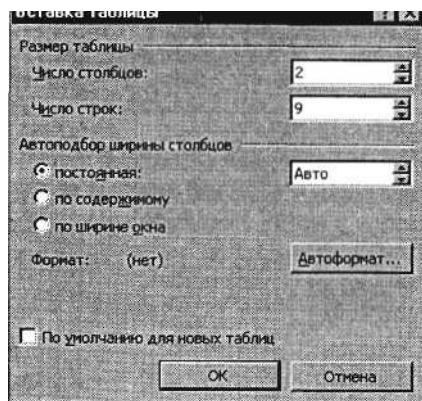 Вставка таблицы
Размер таблицы
Число столбцов:
2
Число строк:
9
Автоподбор ширины столбцов
постоянная:
Авто
по содержимому
по ширине окна
Формат: (нет)
Автоформат...
По умолчанию для новых таблиц
ОК
Отмена